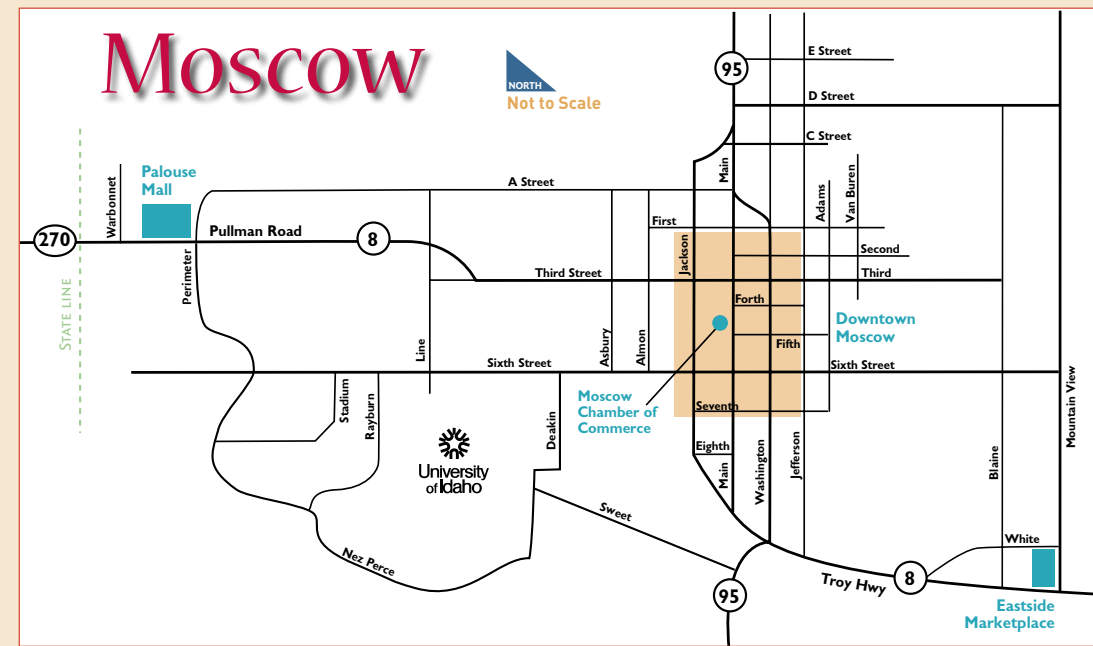 Moscow
NORTH
Not to Scale
95
E Street
D Street
C Street
Main
Adams
Van Buren
Palouse
Mall
Warbonnet
A Street
First
270
Pullman Road
8
Jackson
Second
Perimeter
Third Street
Third
STATE LINE
Forth
Downtown
Moscow
Fifth
Line
Asbury
Almon
Sixth Street
Sixth Street
Mountain View
Stadium
Rayburn
Deakin
Moscow
Chamber of
Commerce
Seventh
University
of Idaho
Eighth
Main
Washington
Jefferson
Blaine
Sweet
Nez Perce
White
Troy Hwy
8
95
Eastside
Marketplace